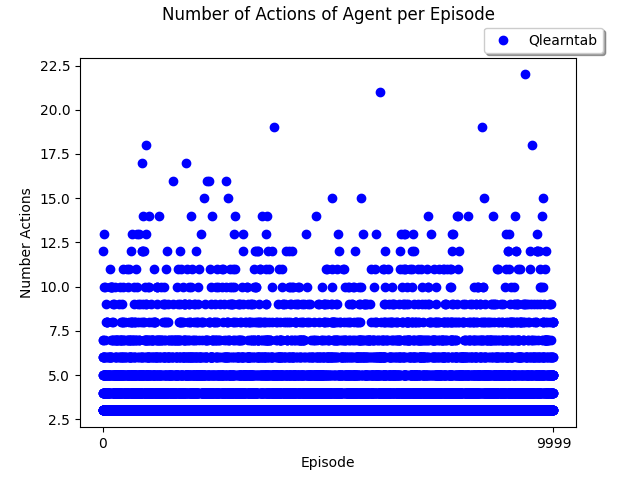 Number of Actions of Agent per Episode
Qlearntab
22.5
20.0
17.5
15.0
12.5
10.0
7.5
5.0
2.5
Number Actions
0 9999
Episode